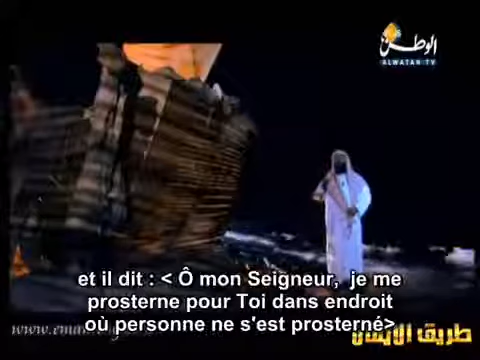 الوطن
ALWATAN TV
et il dit : < Ô mon Seigneur,  je me
prosterne pour Toi dans endroit
où personne ne s'est prosterné>
طريق الإيمان